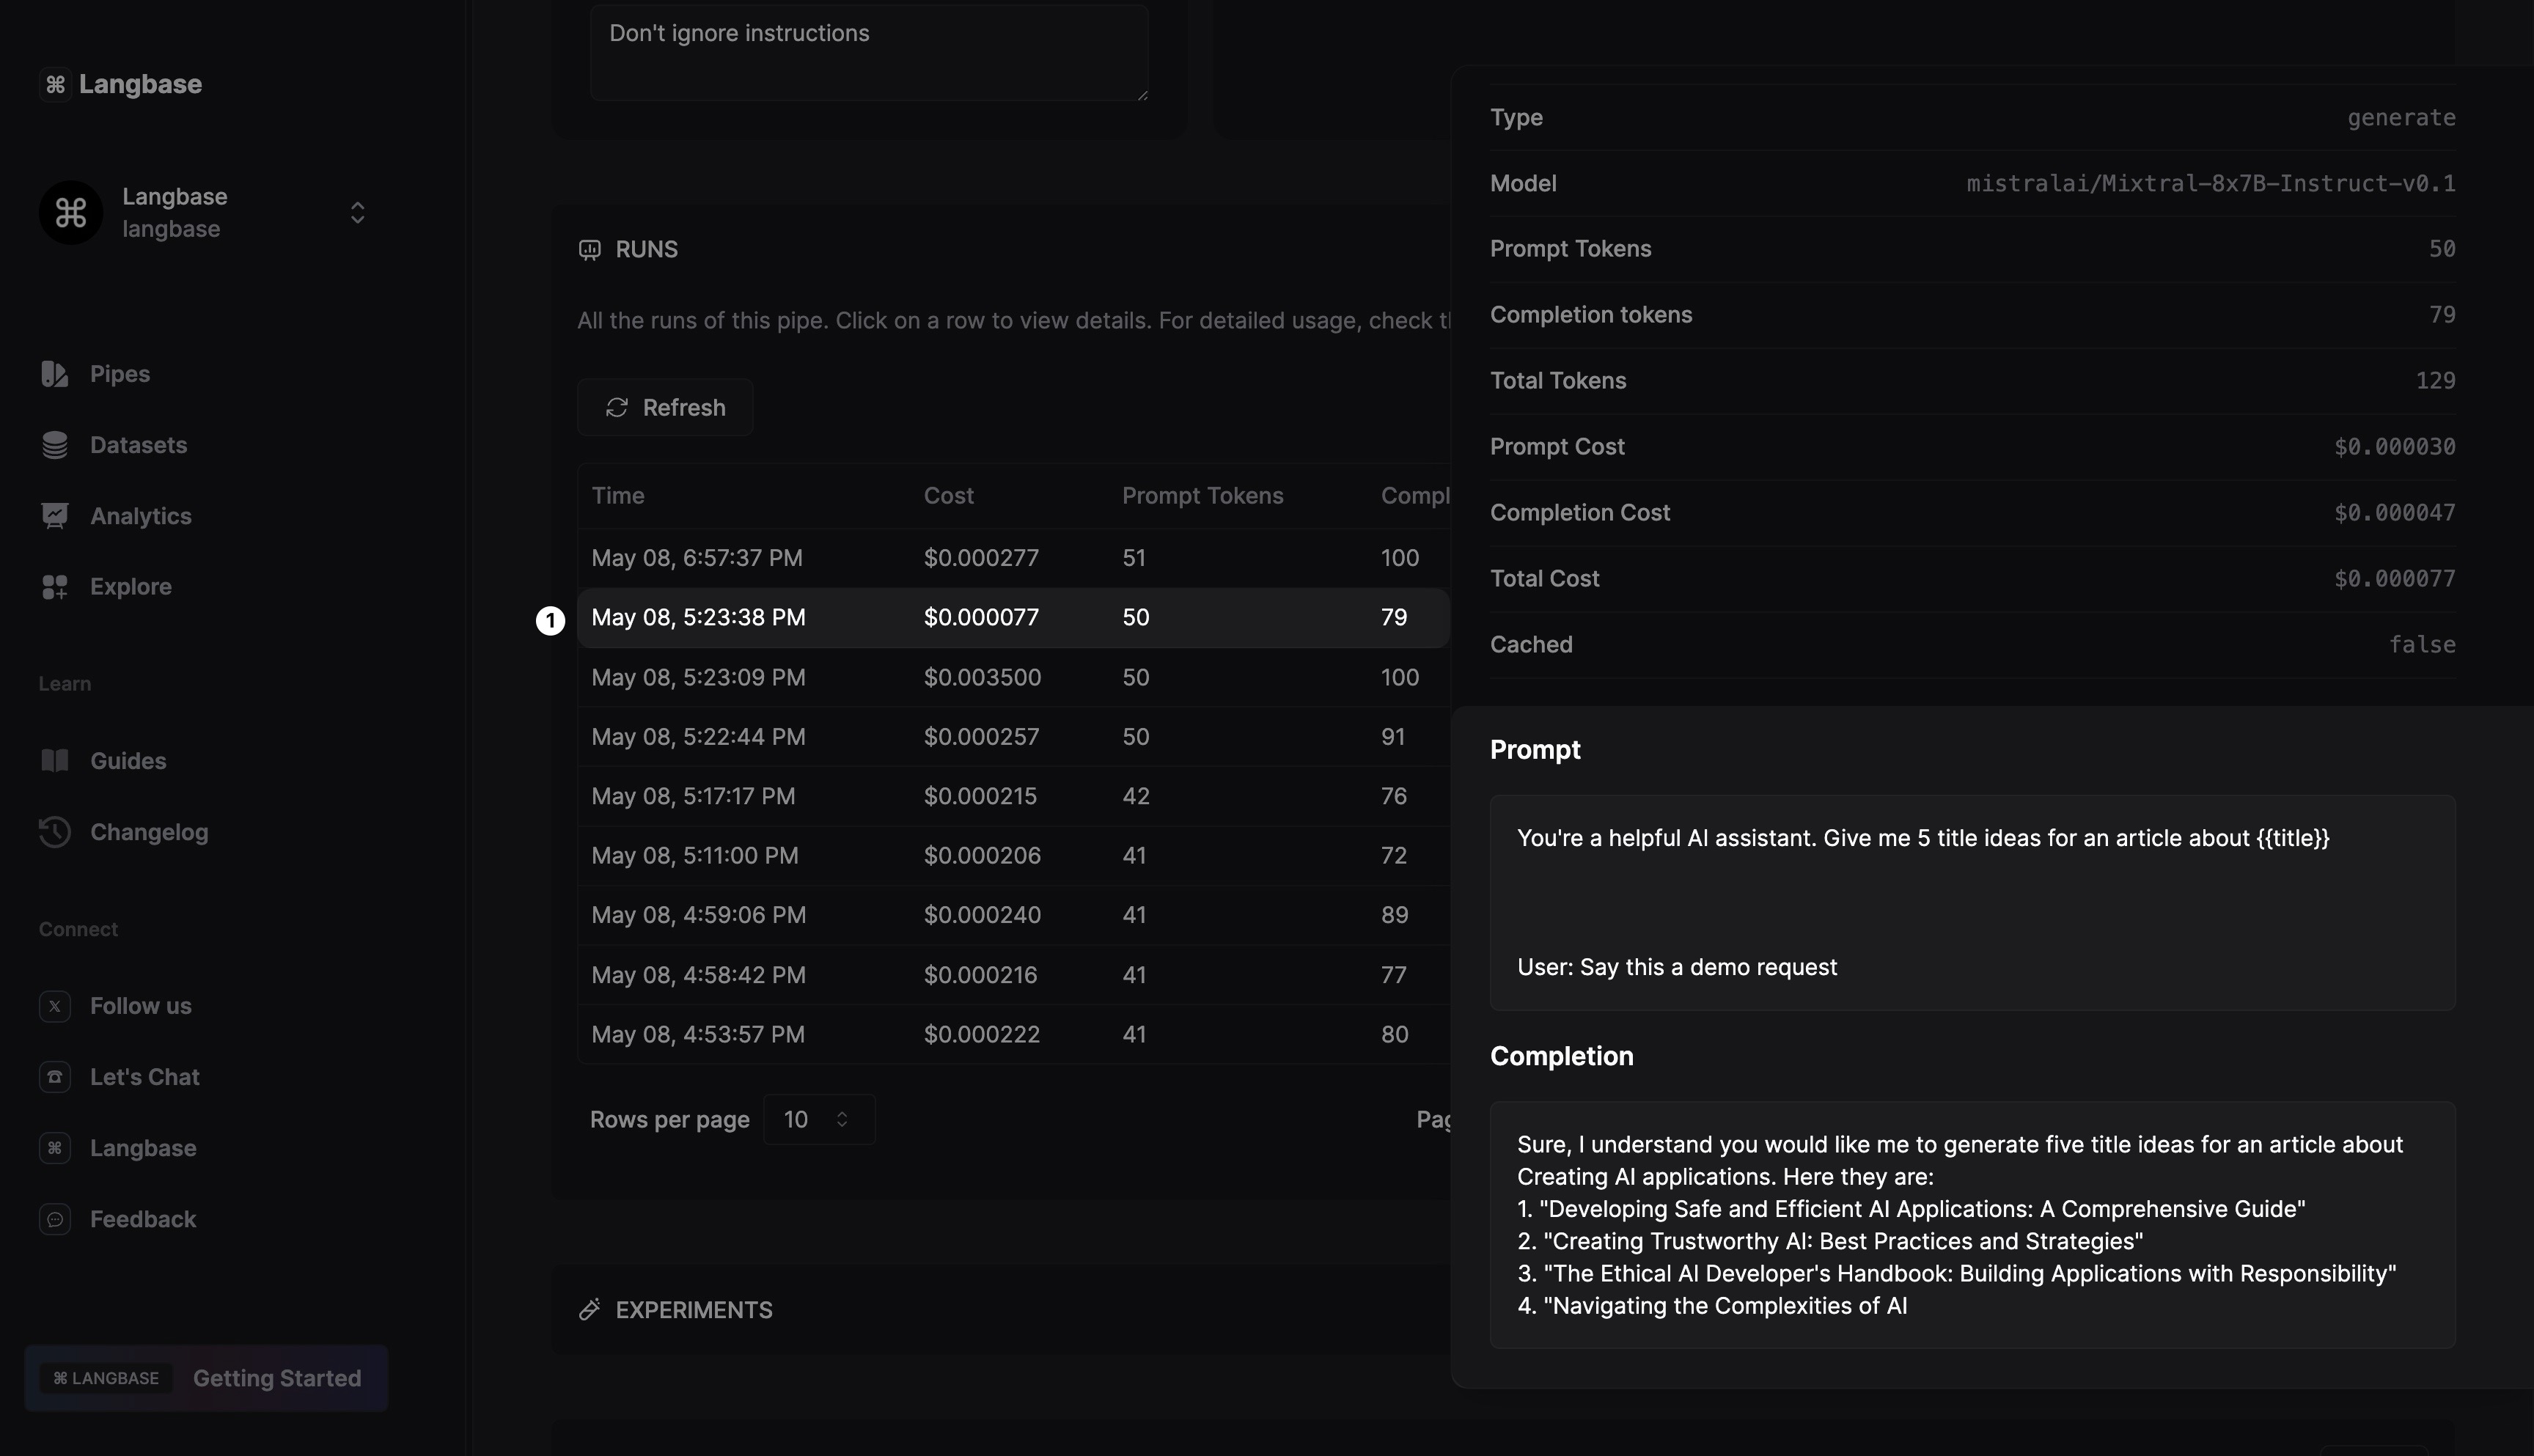 Langbase
Langbase
langbase
Pipes
Datasets
Analytics
Explore
Learn
Guides
Changelog
Connect
Follow us
Let's Chat
Langbase
Feedback
LANGBASE Getting Started
Don't ignore instructions
RUNS
All the runs of this pipe. Click on a row to view details. For detailed usage, check
Refresh
Time Cost Prompt Tokens Compl
May 08, 6:57:37 PM $0.000277 51 100
1 May 08, 5:23:38 PM $0.000077 50 79
May 08, 5:23:09 PM $0.003500 50 100
May 08, 5:22:44 PM $0.000257 50 91
May 08, 5:17:17 PM $0.000215 42 76
May 08, 5:11:00 PM $0.000206 41 72
May 08, 4:59:06 PM $0.000240 41 89
May 08, 4:58:42 PM $0.000216 41 77
May 08, 4:53:57 PM $0.000222 41 80
Rows per page 10 Pag
EXPERIMENTS
Type generate
Model mistralai/Mixtral-8x7B-Instruct-v0.1
Prompt Tokens 50
Completion tokens 79
Total Tokens 129
Prompt Cost $0.000030
Completion Cost $0.000047
Total Cost $0.000077
Cached false
Prompt
You're a helpful AI assistant. Give me 5 title ideas for an article about {{title}}
User: Say this a demo request
Completion
Sure, I understand you would like me to generate five title ideas for an article about
Creating AI applications. Here they are:
1. "Developing Safe and Efficient AI Applications: A Comprehensive Guide"
2. "Creating Trustworthy AI: Best Practices and Strategies"
3. "The Ethical AI Developer's Handbook: Building Applications with Responsibility"
4. "Navigating the Complexities of AI